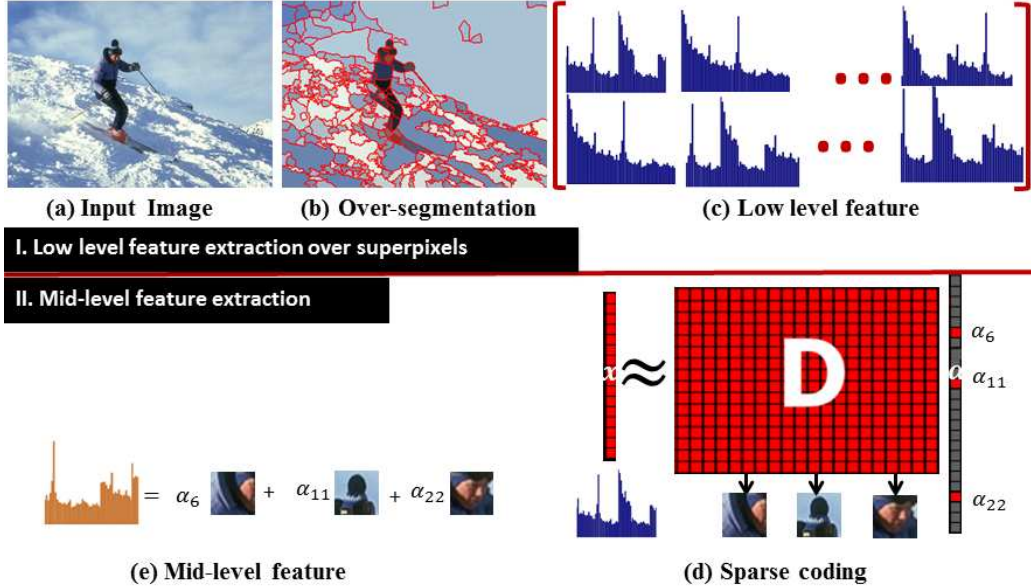 (a) Input Image
(b) Over-segmentation
(c) Low level feature
I. Low level feature extraction over superpixels
II. Mid-level feature extraction
x ≈ D α
α6
α11
α22
= α6 + α11 + α22
(e) Mid-level feature
(d) Sparse coding